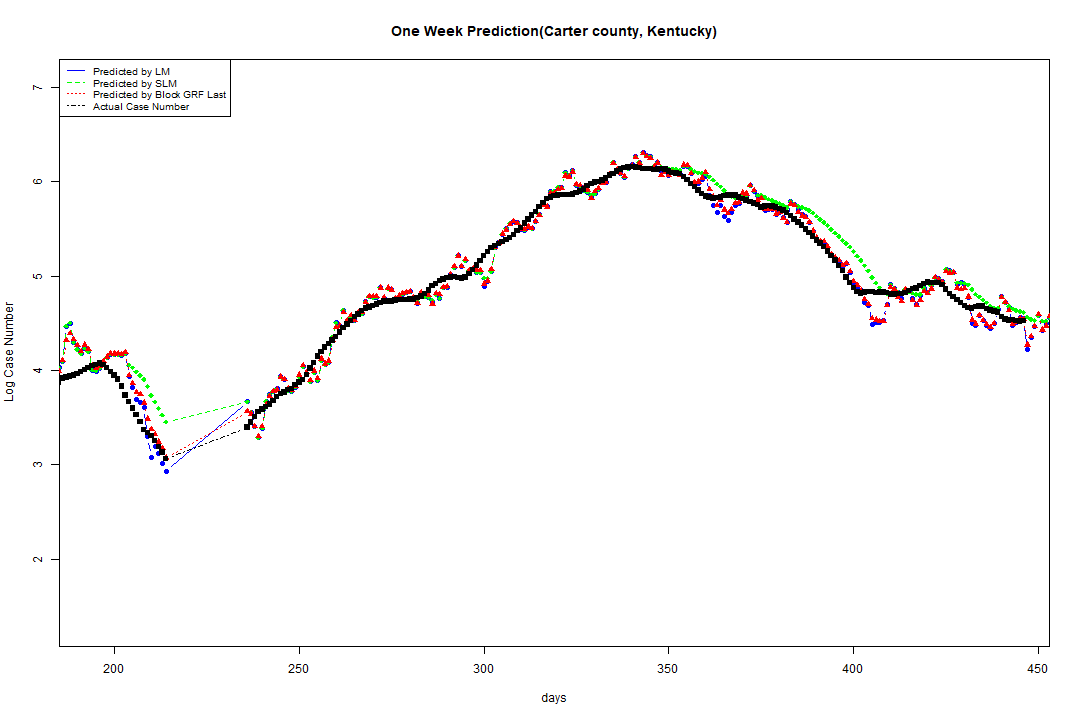 One Week Prediction(Carter county, Kentucky)
Predicted by LM
Predicted by SLM
Predicted by Block GRF Last
Actual Case Number
7
6
5
4
3
2
Log Case Number
200 250 300 350 400 450
days